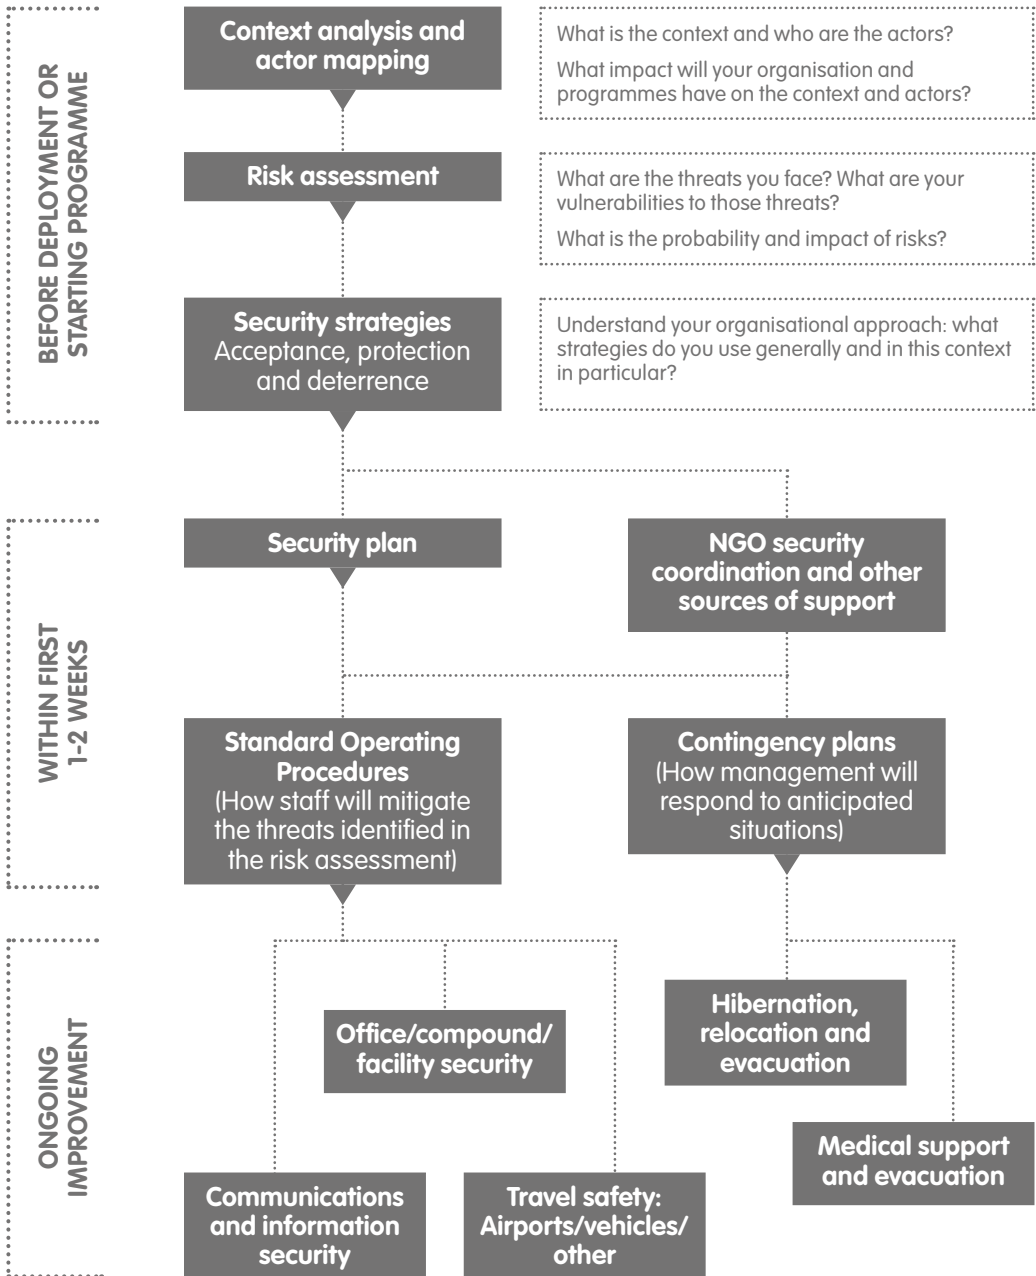 BEFORE DEPLOYMENT OR
STARTING PROGRAMME
Context analysis and
actor mapping
What is the context and who are the actors?
What impact will your organisation and
programmes have on the context and actors?
Risk assessment
What are the threats you face? What are your
vulnerabilities to those threats?
What is the probability and impact of risks?
Security strategies
Acceptance, protection
and deterrence
Understand your organisational approach: what
strategies do you use generally and in this context
in particular?
WITHIN FIRST
1-2 WEEKS
Security plan
NGO security
coordination and other
sources of support
Standard Operating
Procedures
(How staff will mitigate
the threats identified in
the risk assessment)
Contingency plans
(How management will
respond to anticipated
situations)
ONGOING
IMPROVEMENT
Office/compound/
facility security
Hibernation,
relocation and
evacuation
Communications
and information
security
Travel safety:
Airports/vehicles/
other
Medical support
and evacuation